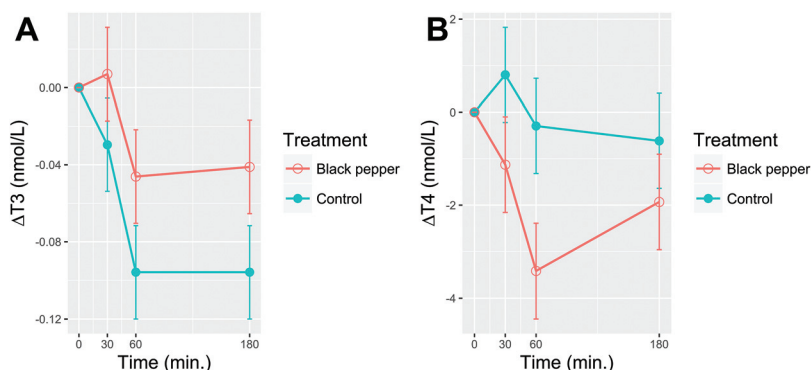 A
ΔT3 (nmol/L)
0.00
-0.04
-0.08
-0.12
0 30 60 180
Time (min.)
Treatment
Black pepper
Control
B
ΔT4 (nmol/L)
2
0
-2
-4
0 30 60 180
Time (min.)
Treatment
Black pepper
Control